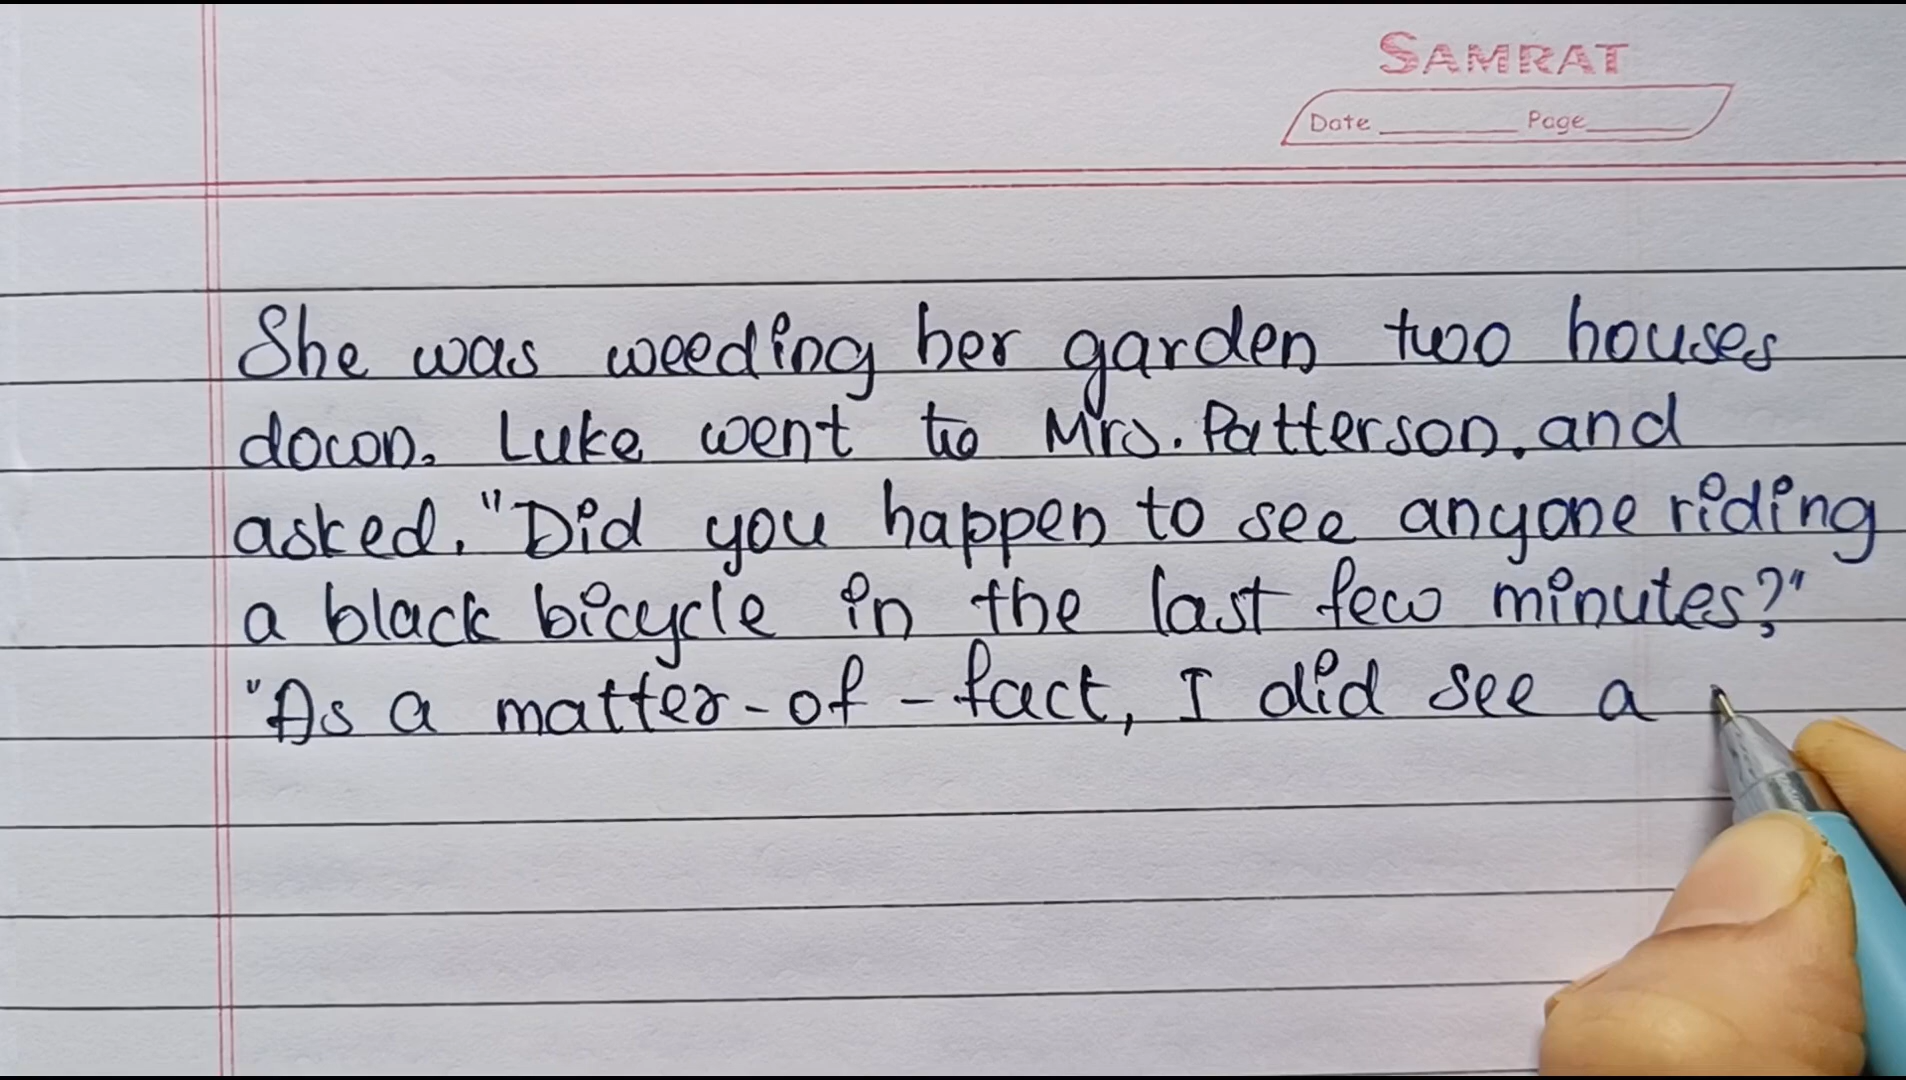 SAMRAT
Date Page
She was weeding her garden two houses
down. Luke went to Mrs. Patterson. and
asked. "Did you happen to see anyone riding
a black bicycle in the last few minutes?"
"As a matter-of-fact, I did see a